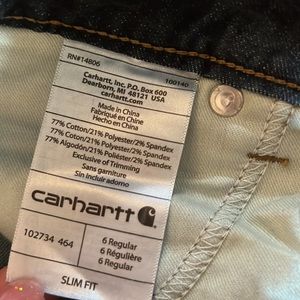 RN#14806 100140
Carhartt, Inc. P.O. Box 600
Dearborn, MI 48121 USA
carhartt.com
Made in China
Fabriqué en Chine
Hecho en China
77% Cotton/21% Polyester/2% Spandex
77% Coton/21% Polyester/2% Spandex
77% Algodón/21% Poliéster/2% Spandex
Exclusive of Trimming
Sans garniture
Sin incluir adorno
carhartt
102734 464
6 Regular
6 Régulière
6 Regular
SLIM FIT